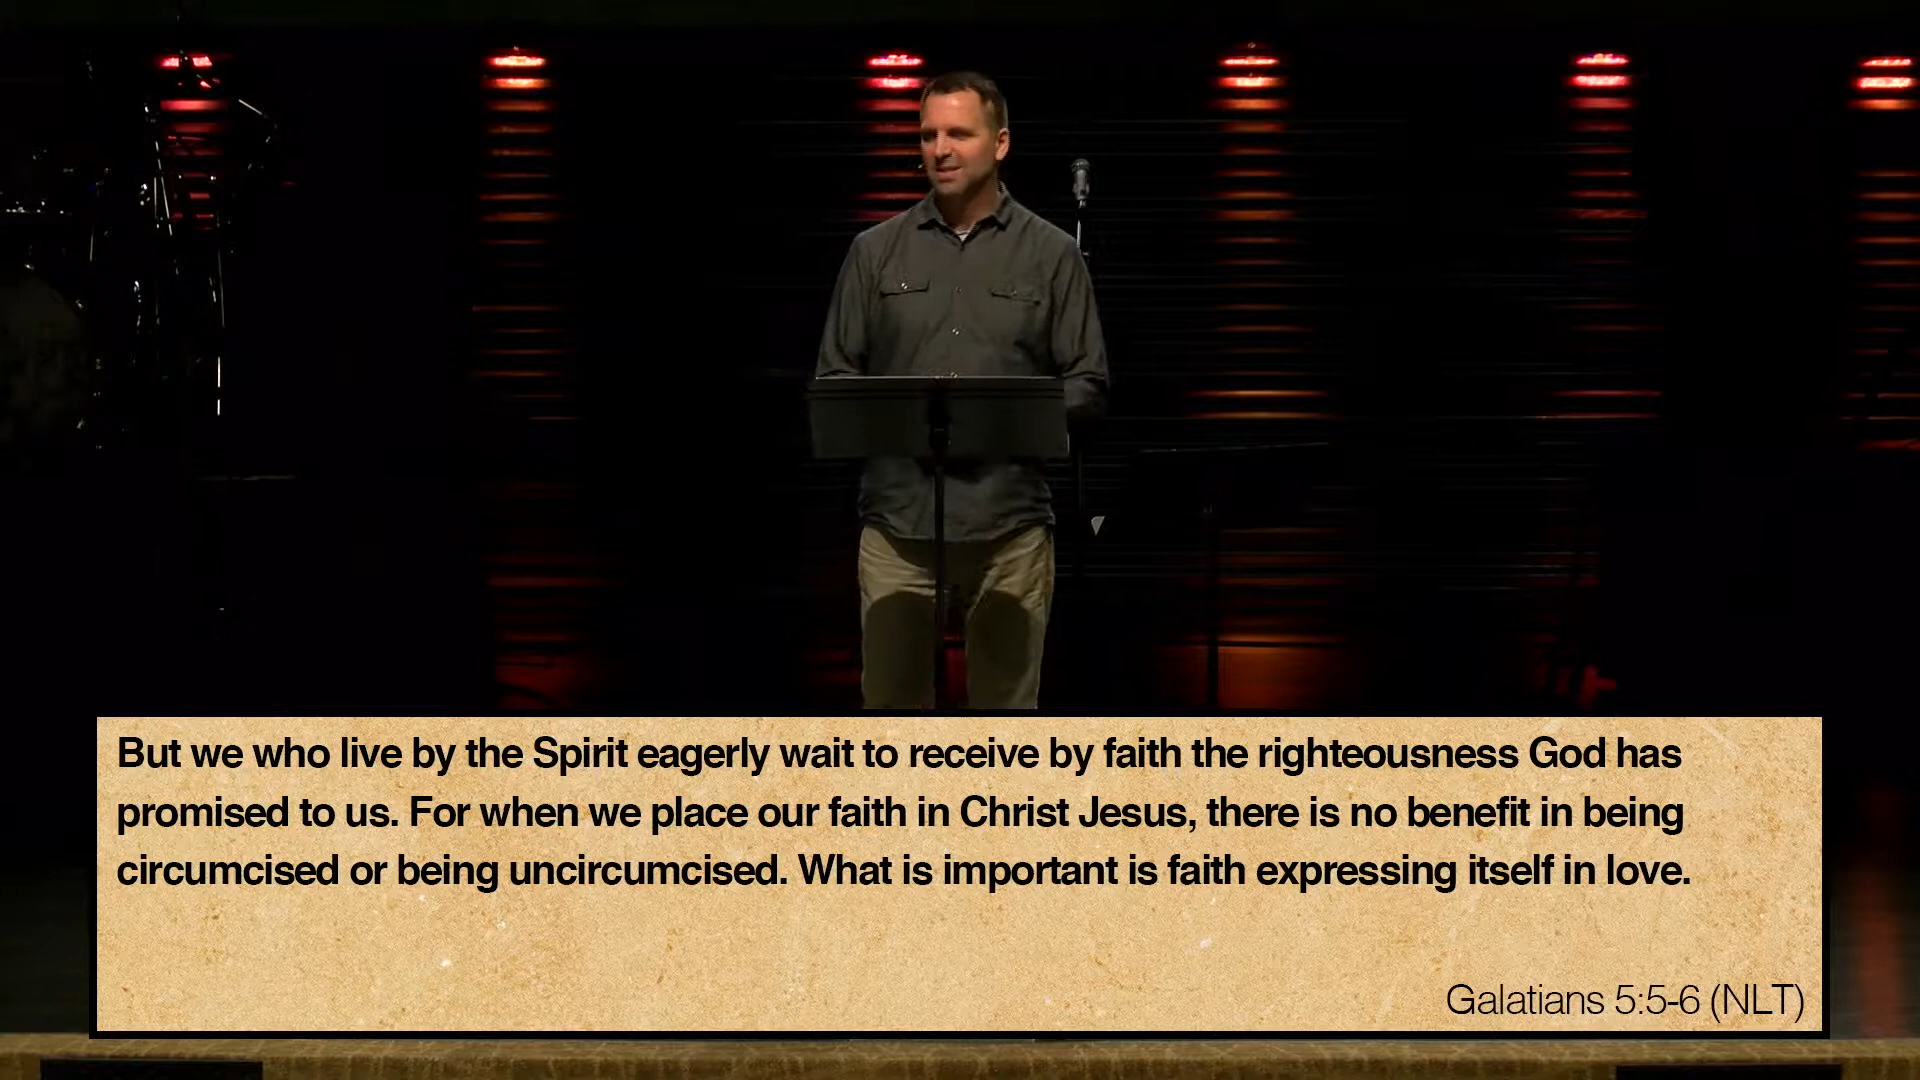 But we who live by the Spirit eagerly wait to receive by faith the righteousness God has
promised to us. For when we place our faith in Christ Jesus, there is no benefit in being
circumcised or being uncircumcised. What is important is faith expressing itself in love.
Galatians 5:5-6 (NLT)